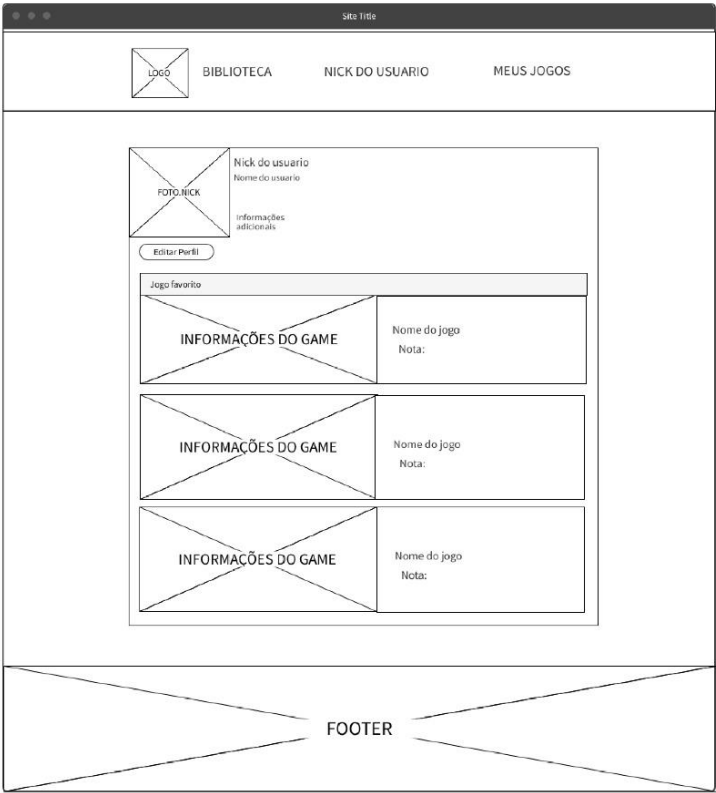 Site Title
LOGO
BIBLIOTECA
NICK DO USUARIO
MEUS JOGOS
FOTO.NICK
Nick do usuario
Nome do usuario
Informações
adicionais
Editar Perfil
Jogo favorito
INFORMAÇÕES DO GAME
Nome do jogo
Nota:
INFORMAÇÕES DO GAME
Nome do jogo
Nota:
INFORMAÇÕES DO GAME
Nome do jogo
Nota:
FOOTER